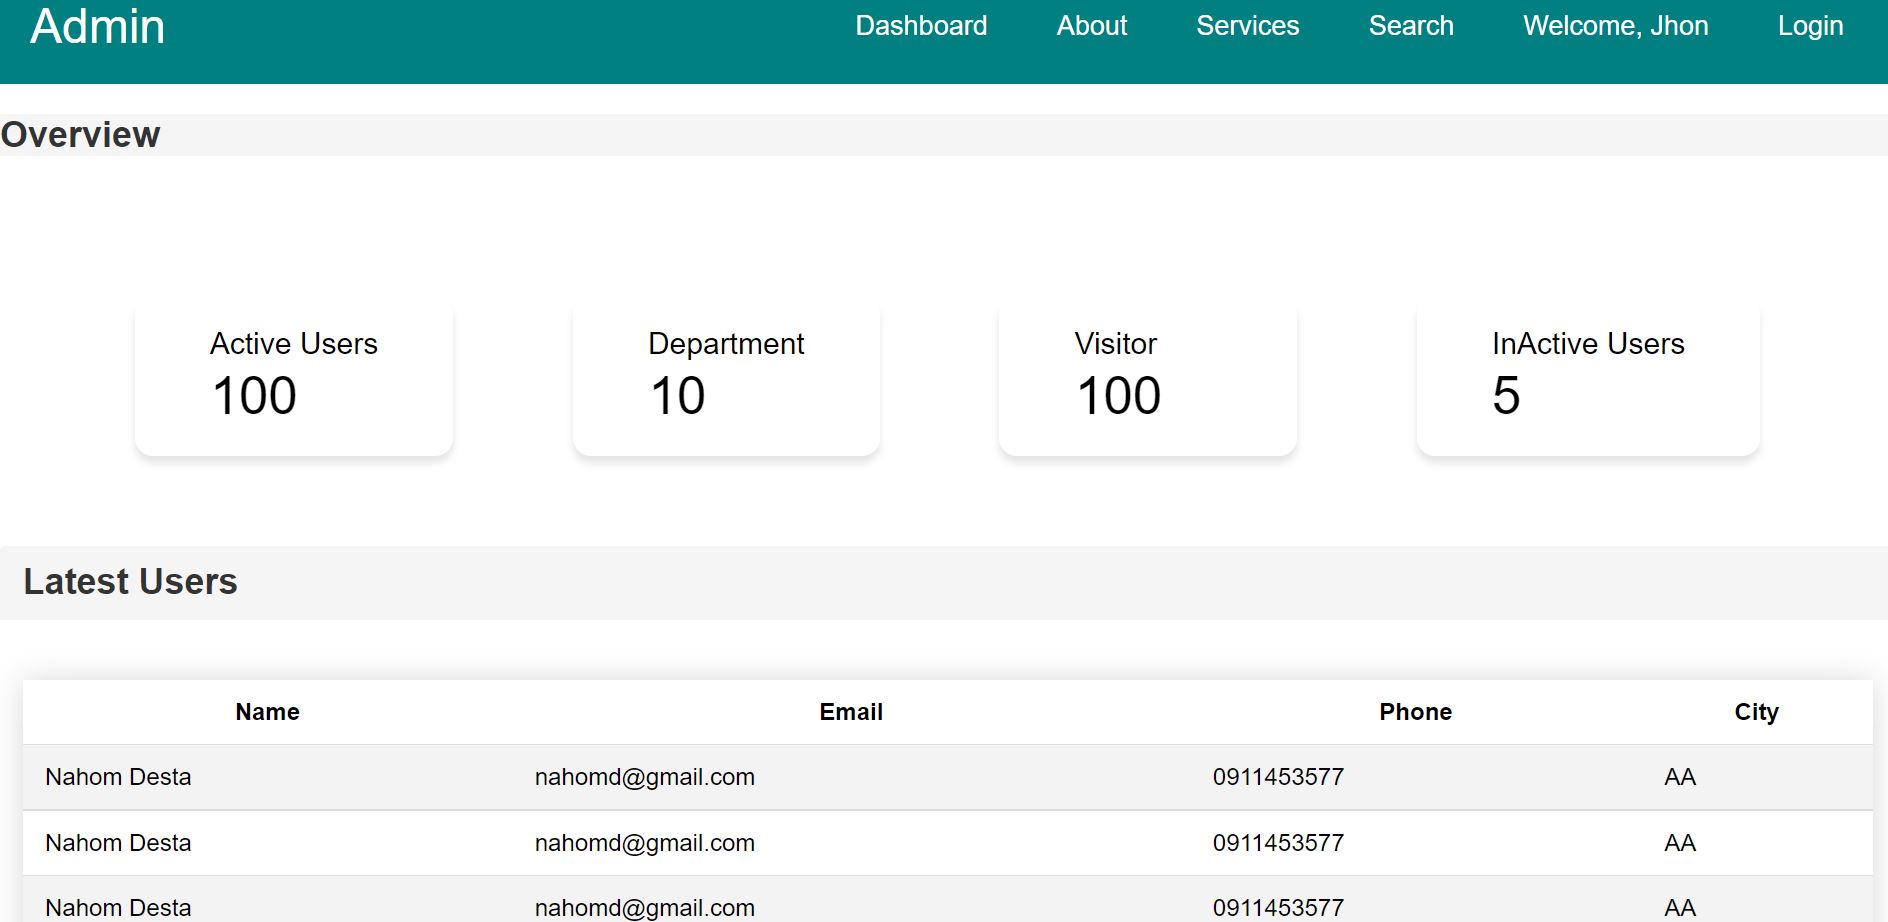 Admin Dashboard About Services Search Welcome, Jhon Login
Overview
Active Users Department Visitor InActive Users
100 10 100 5
Latest Users
Name Email Phone City
Nahom Desta nahomd@gmail.com 0911453577 AA
Nahom Desta nahomd@gmail.com 0911453577 AA
Nahom Desta nahomd@gmail.com 0911453577 AA